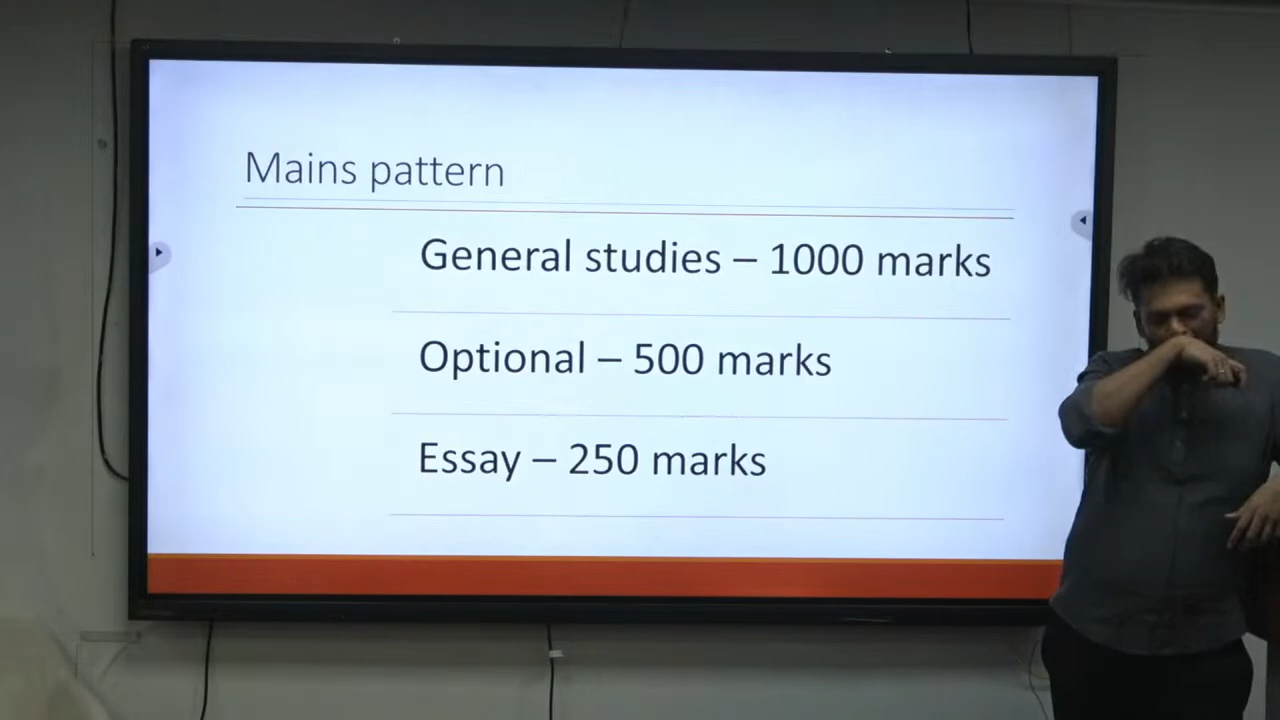 Mains pattern
General studies – 1000 marks
Optional – 500 marks
Essay – 250 marks